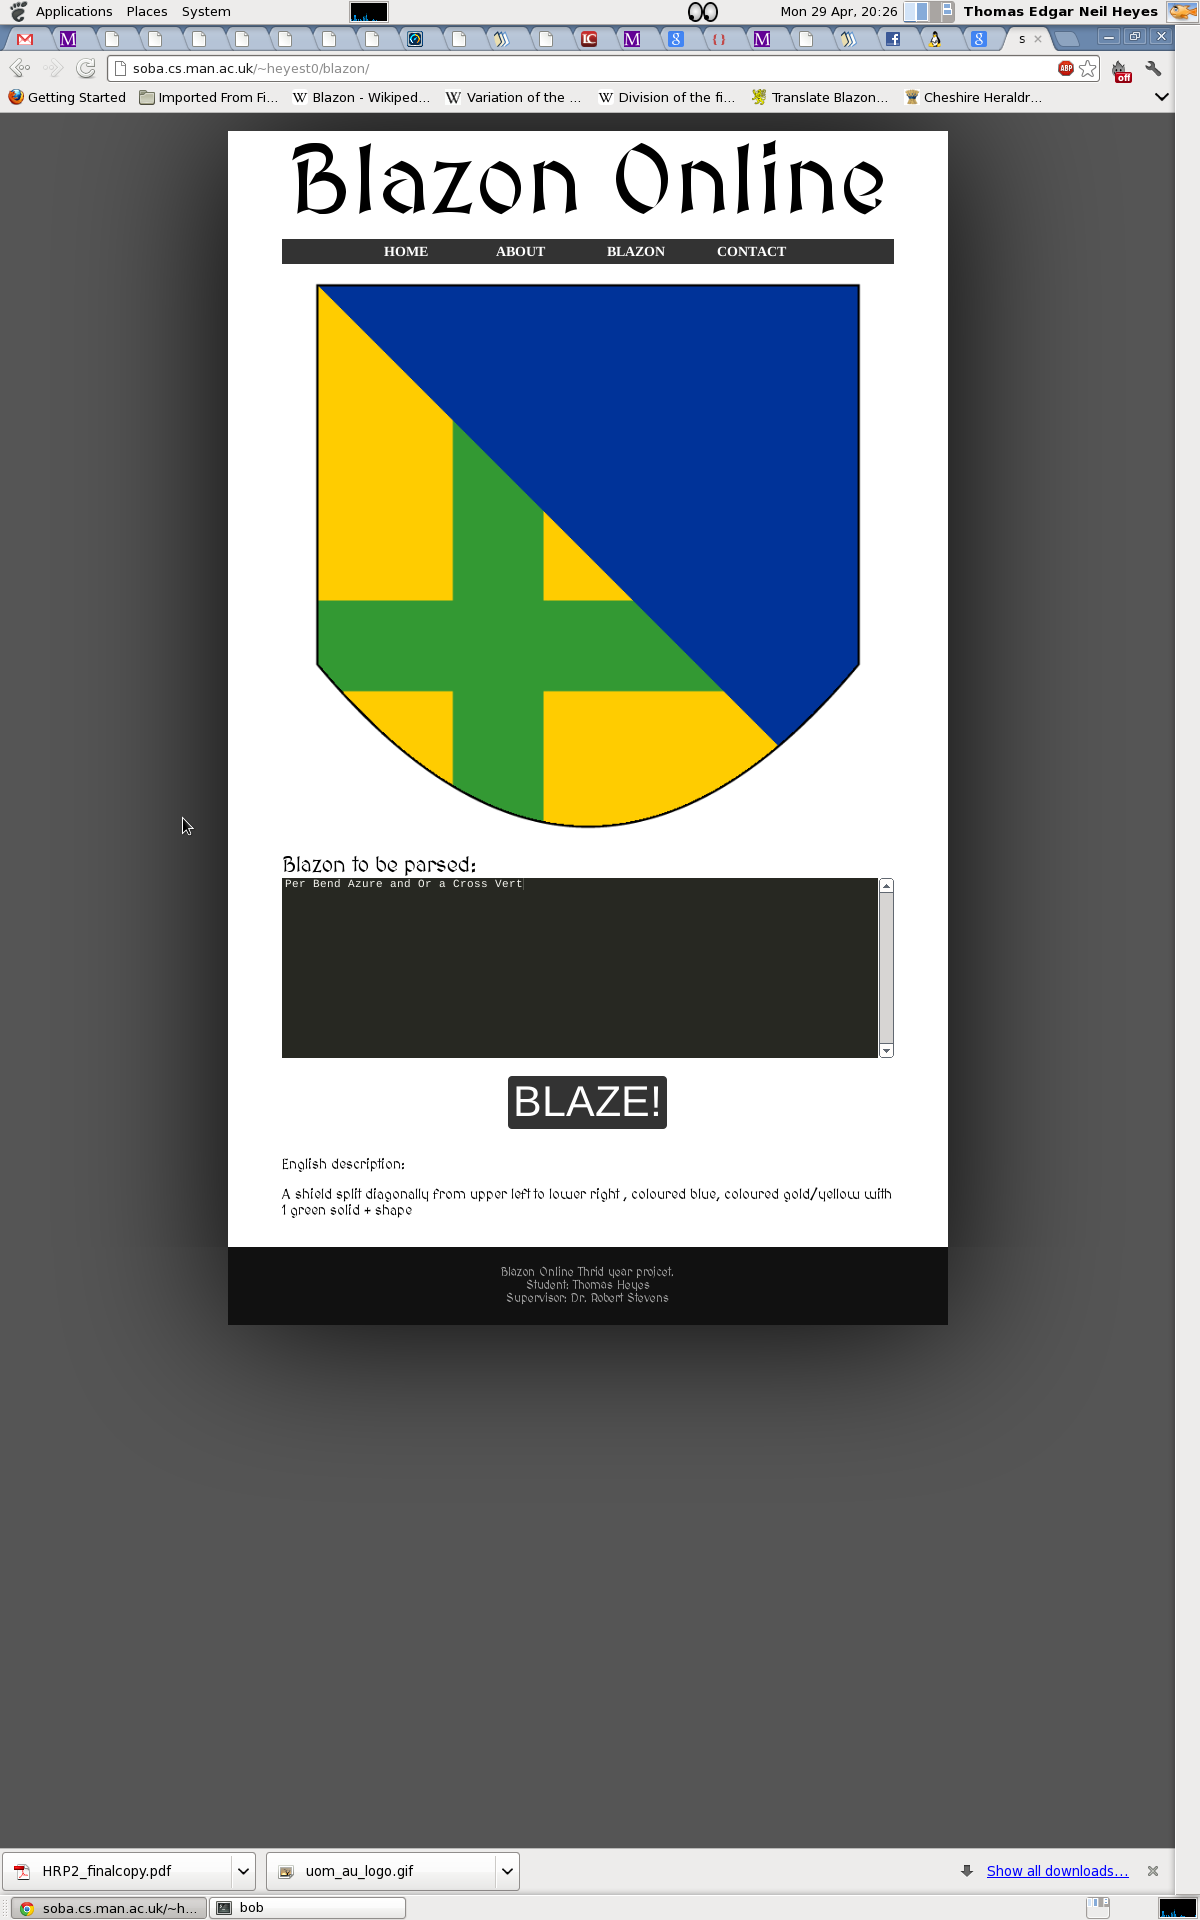 Applications Places System Mon 29 Apr, 20:26 Thomas Edgar Neil Heyes
s
soba.cs.man.ac.uk/~heyest0/blazon/ ABP off
Getting Started Imported From Fi... Blazon - Wikiped... Variation of the ... Division of the fi... Translate Blazon... Cheshire Heraldr...
Blazon Online
HOME ABOUT BLAZON CONTACT
Blazon to be parsed:
Per Bend Azure and Or a Cross Vert
BLAZE!
English description:
A shield split diagonally from upper left to lower right , coloured blue, coloured gold/yellow with
1 green solid + shape
Blazon Online Thrid year projcet.
Student: Thomas Heyes
Supervisor: Dr. Robert Stevens
HRP2_finalcopy.pdf uom_au_logo.gif Show all downloads...
soba.cs.man.ac.uk/~h... bob